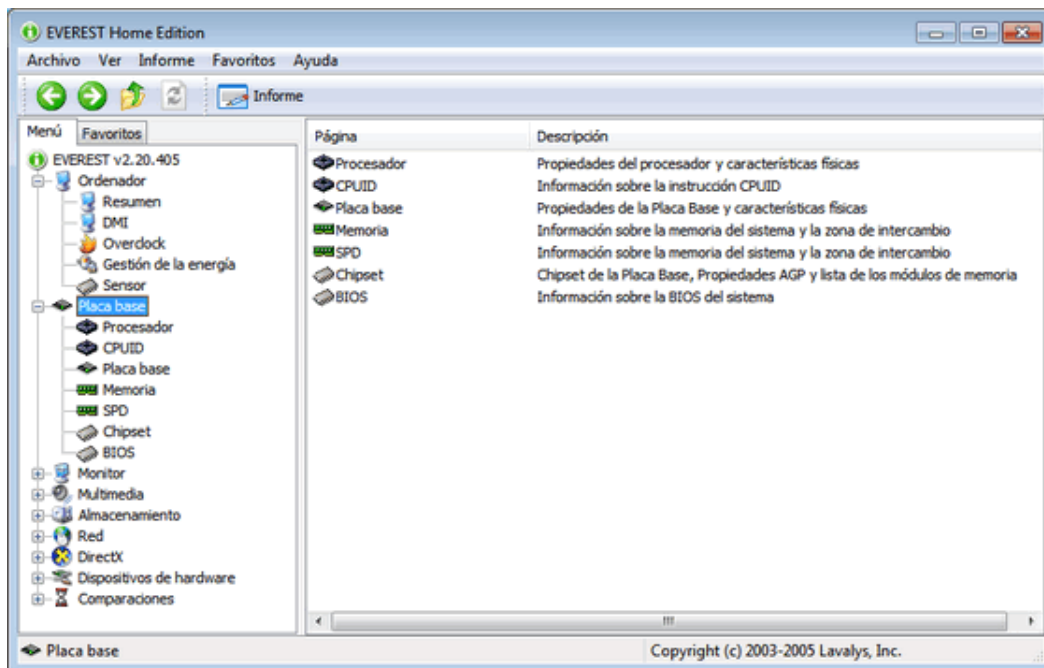 EVEREST Home Edition
Archivo Ver Informe Favoritos Ayuda
Informe
Menú Favoritos
EVEREST v2.20.405
Ordenador
Resumen
DMI
Overclock
Gestión de la energía
Sensor
Placa base
Procesador
CPUID
Placa base
Memoria
SPD
Chipset
BIOS
Monitor
Multimedia
Almacenamiento
Red
DirectX
Dispositivos de hardware
Comparaciones
Página Descripción
Procesador Propiedades del procesador y características físicas
CPUID Información sobre la instrucción CPUID
Placa base Propiedades de la Placa Base y características físicas
Memoria Información sobre la memoria del sistema y la zona de intercambio
SPD Información sobre la memoria del sistema y la zona de intercambio
Chipset Chipset de la Placa Base, Propiedades AGP y lista de los módulos de memoria
BIOS Información sobre la BIOS del sistema
Placa base Copyright (c) 2003-2005 Lavalys, Inc.